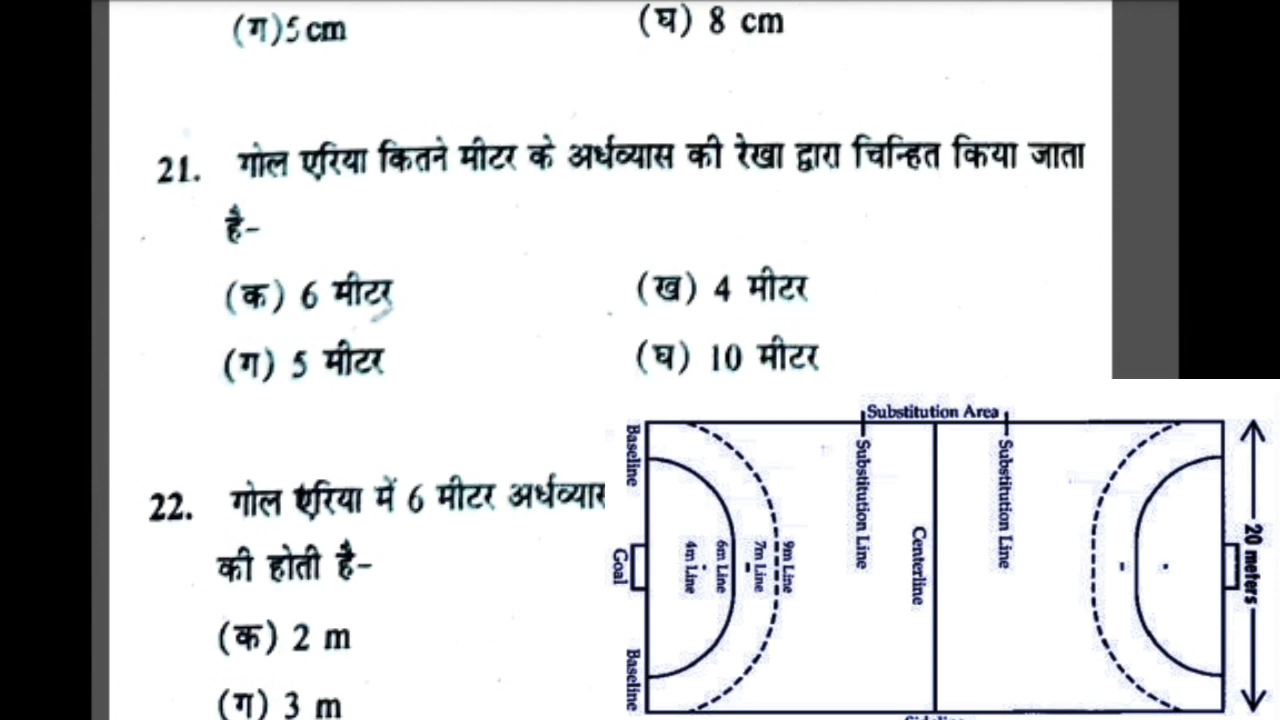 (ग) 5 cm (घ) 8 cm
21. गोल एरिया कितने मीटर के अर्धव्यास की रेखा द्वारा चिन्हित किया जाता
है-
(क) 6 मीटर (ख) 4 मीटर
(ग) 5 मीटर (घ) 10 मीटर
22. गोल एरिया में 6 मीटर अर्धव्यास
की होती है-
(क) 2 m
(ग) 3 m
Substitution Area
Baseline
Goal
Baseline
4m Line
6m Line
7m Line
9m Line
Substitution Line
Centerline
Substitution Line
20 meters